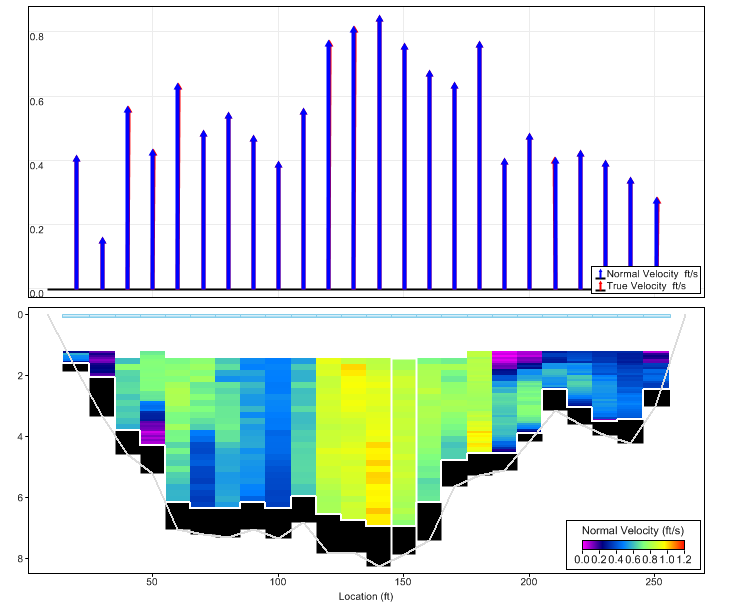 0.8
0.6
0.4
0.2
0.0
Normal Velocity ft/s
True Velocity ft/s
0
2
4
6
8
Normal Velocity (ft/s)
0.0 0.2 0.4 0.6 0.8 1.0 1.2
50 100 150 200 250
Location (ft)